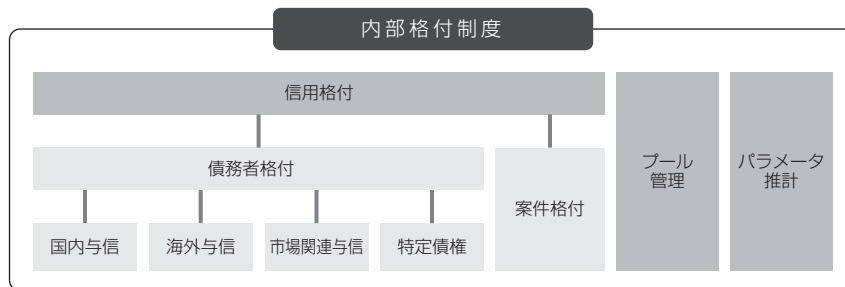 内部格付制度
信用格付
債務者格付
国内与信
海外与信
市場関連与信
特定債権
案件格付
プール
管理
パラメータ
推計